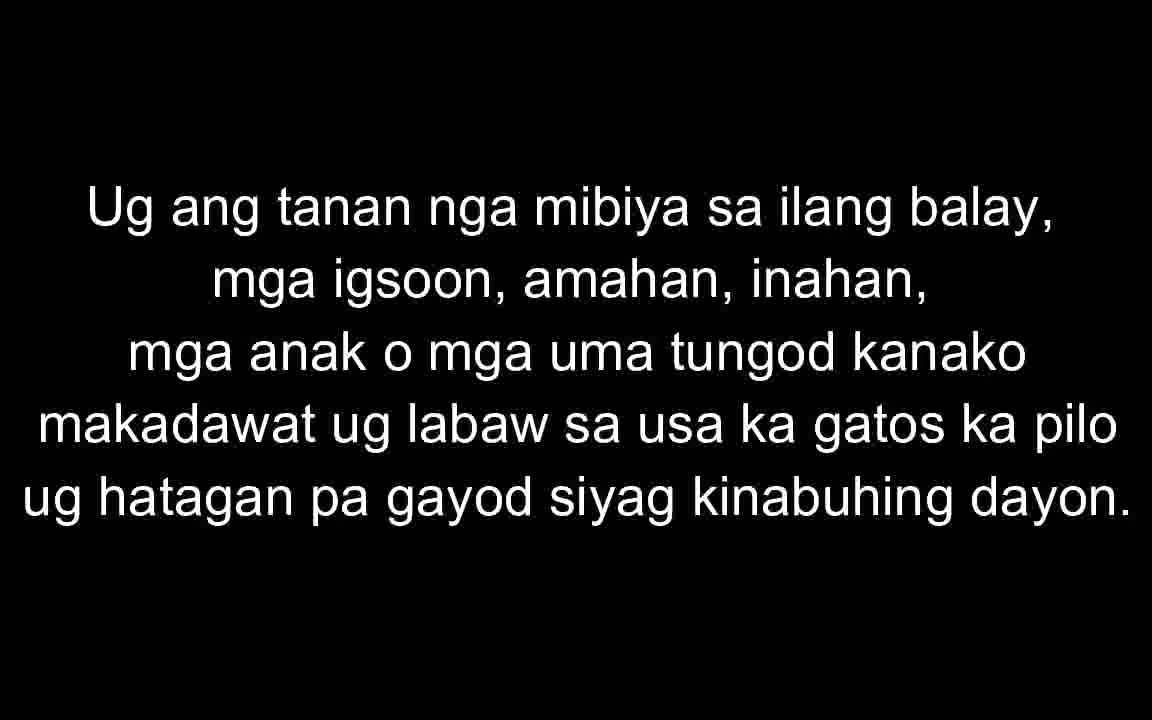 Ug ang tanan nga mibiya sa ilang balay,
mga igsoon, amahan, inahan,
mga anak o mga uma tungod kanako
makadawat ug labaw sa usa ka gatos ka pilo
ug hatagan pa gayod siyag kinabuhing dayon.